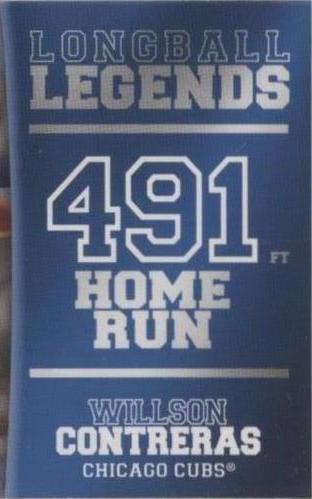 LONGBALL
LEGENDS
491 FT
HOME
RUN
WILLSON
CONTRERAS
CHICAGO CUBS®